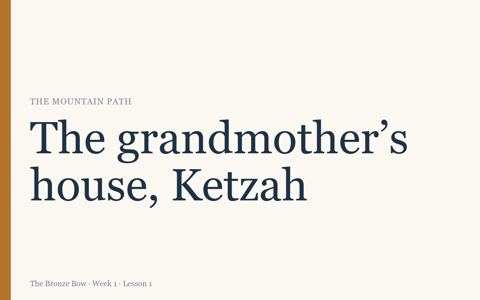 THE MOUNTAIN PATH
The grandmother’s
house, Ketzah
The Bronze Bow · Week 1 · Lesson 1